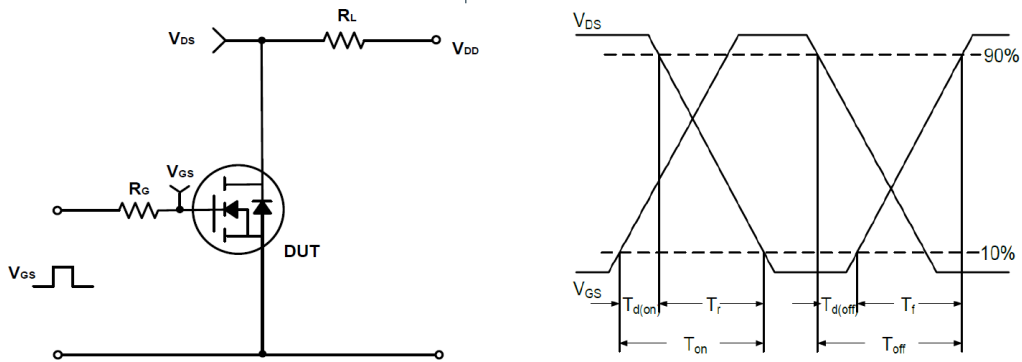 RL
VDS
VDD
VGS
RG
DUT
VGS
VDS
90%
10%
VGS
Td(on)
Tr
Td(off)
Tf
Ton
Toff